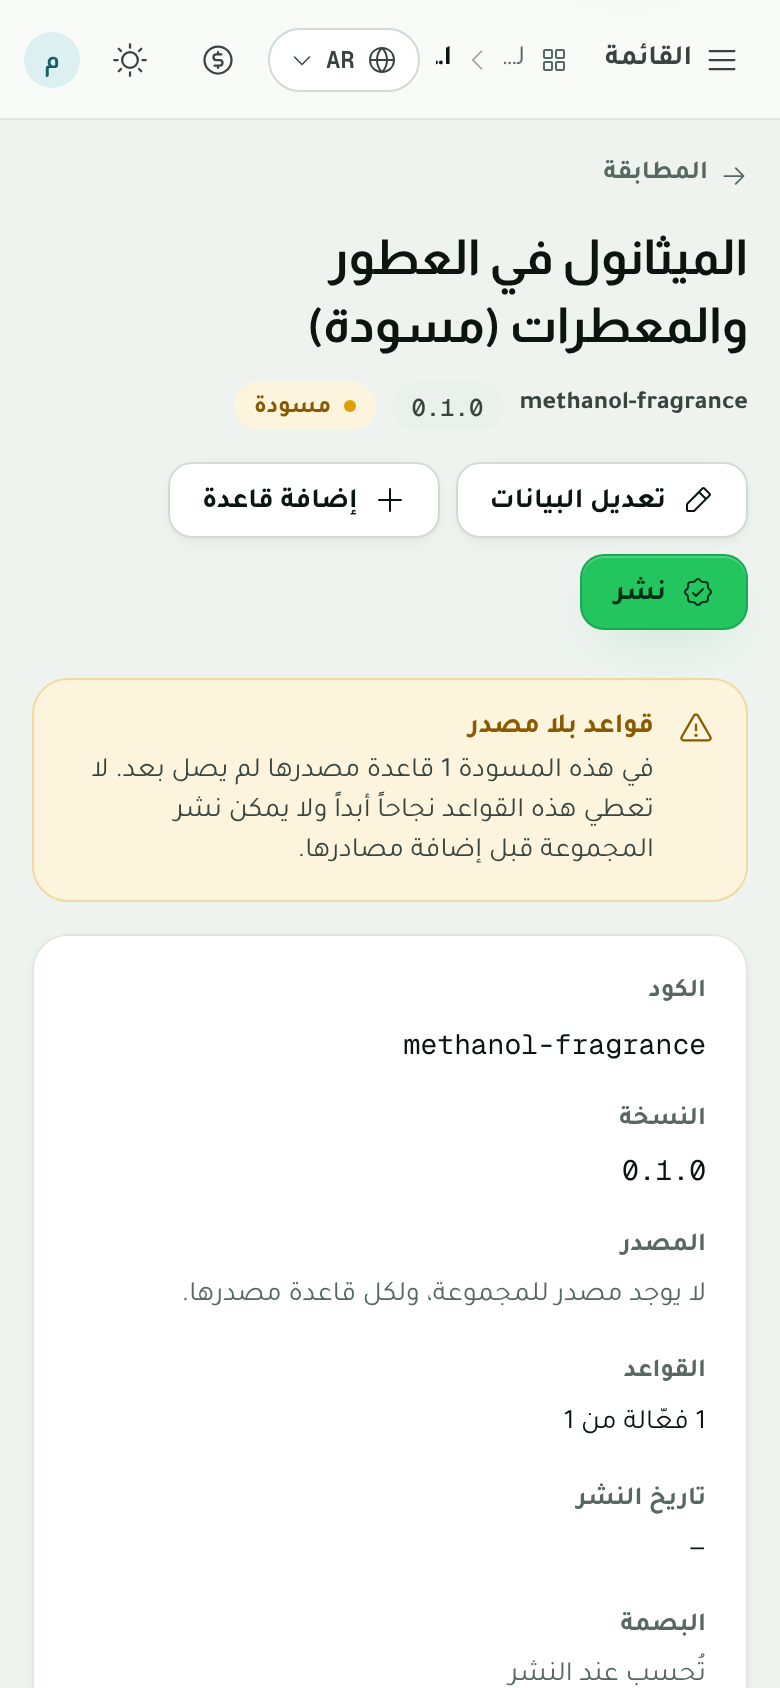 القائمة
لـ...
ا...
AR
م
المطابقة
الميثانول في العطور
والمعطرات (مسودة)
methanol-fragrance
0.1.0
مسودة
تعديل البيانات
إضافة قاعدة
نشر
قواعد بلا مصدر
في هذه المسودة 1 قاعدة مصدرها لم يصل بعد. لا
تعطي هذه القواعد نجاحاً أبداً ولا يمكن نشر
المجموعة قبل إضافة مصادرها.
الكود
methanol-fragrance
النسخة
0.1.0
المصدر
لا يوجد مصدر للمجموعة، ولكل قاعدة مصدرها.
القواعد
1 فعّالة من 1
تاريخ النشر
–
البصمة
تُحسب عند النشر